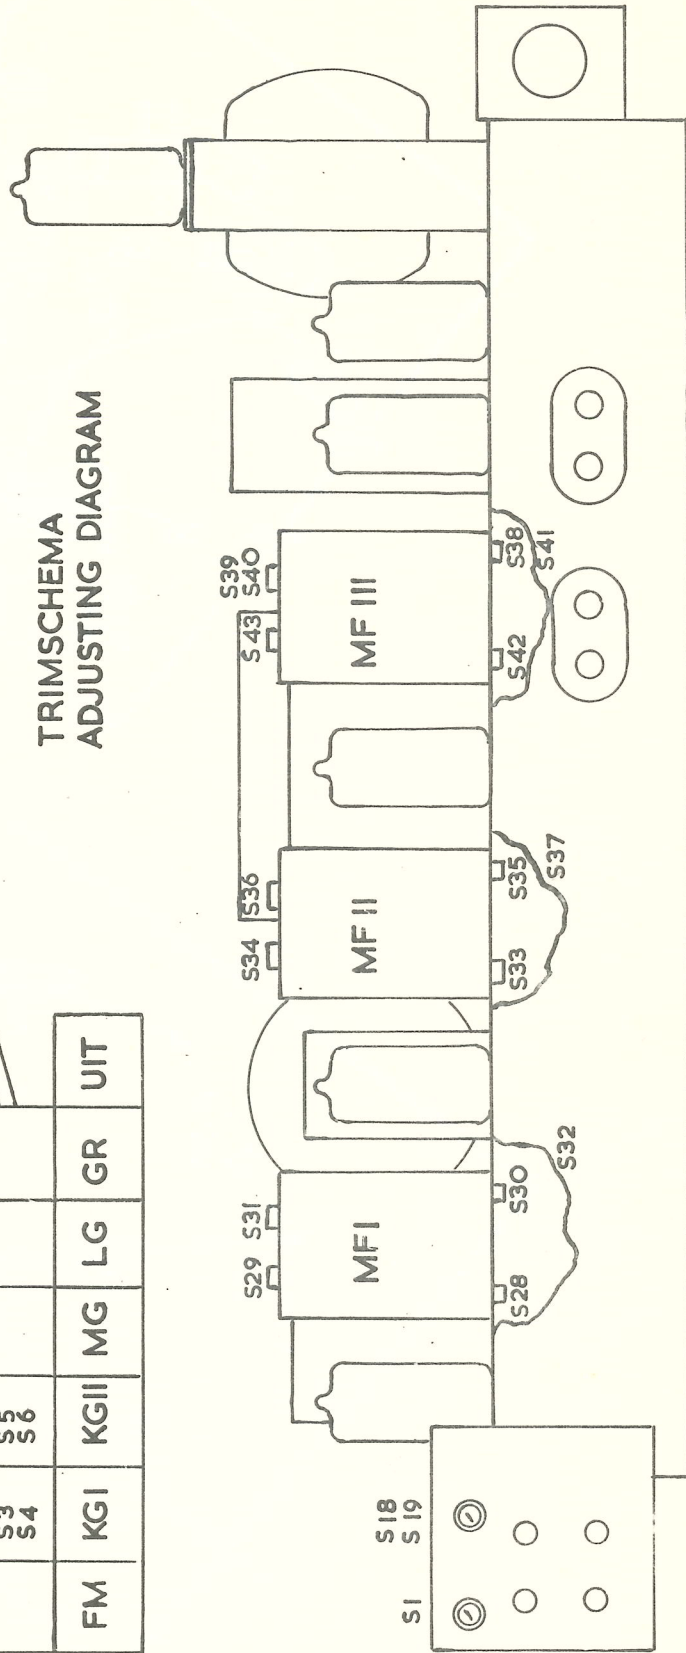 TRIMSCHEMA
ADJUSTING DIAGRAM
S3 S5
S4 S6
FM KGI KGII MG LG GR UIT
S1
S18
S19
S29 S31
S34 S36
S43
S39
S40
MFI
MF II
MF III
S28 S30
S32
S33 S35
S37
S42 S38
S41